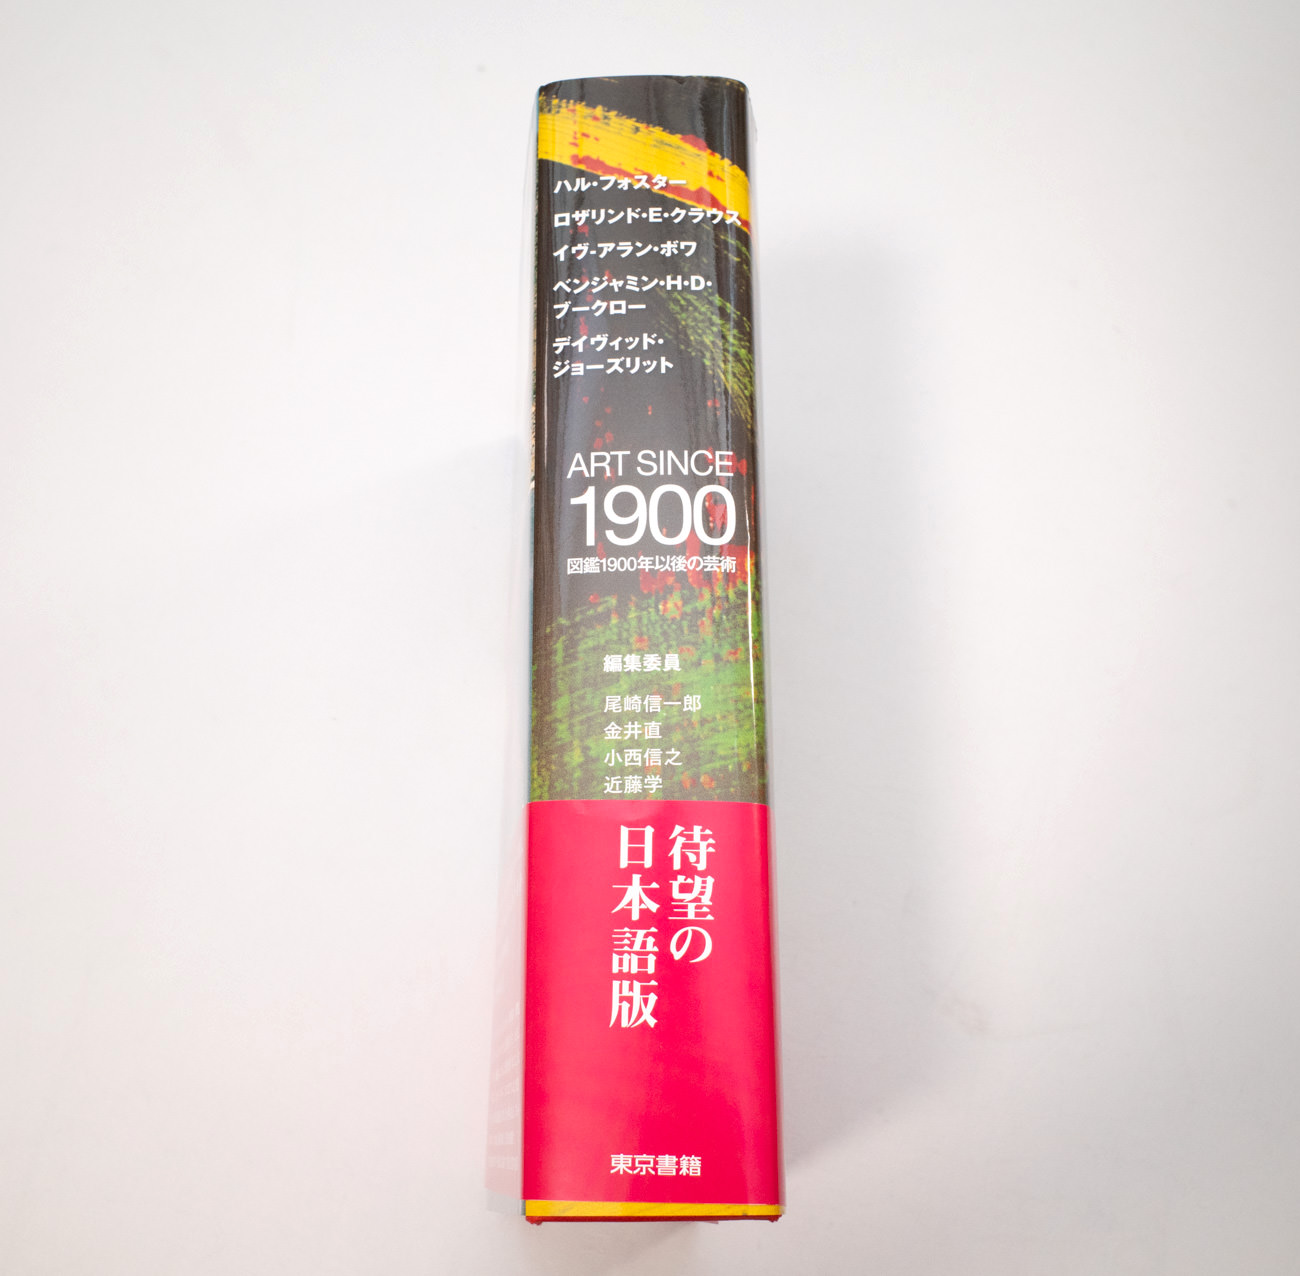 ハル・フォスター
ロザリンド・E・クラウス
イヴ-アラン・ボワ
ベンジャミン・H・D・
ブークロー
デイヴィッド・
ジョーズリット
ART SINCE
1900
図鑑1900年以後の芸術
編集委員
尾崎信一郎
金井直
小西信之
近藤学
待望の
日本語版
東京書籍